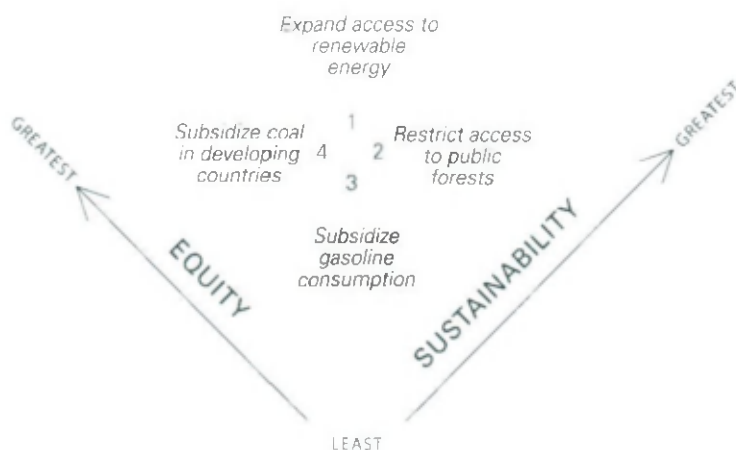 Expand access to
renewable
energy
GREATEST
GREATEST
1
Subsidize coal
in developing
countries
4
2
Restrict access
to public
forests
3
Subsidize
gasoline
consumption
EQUITY
SUSTAINABILITY
LEAST